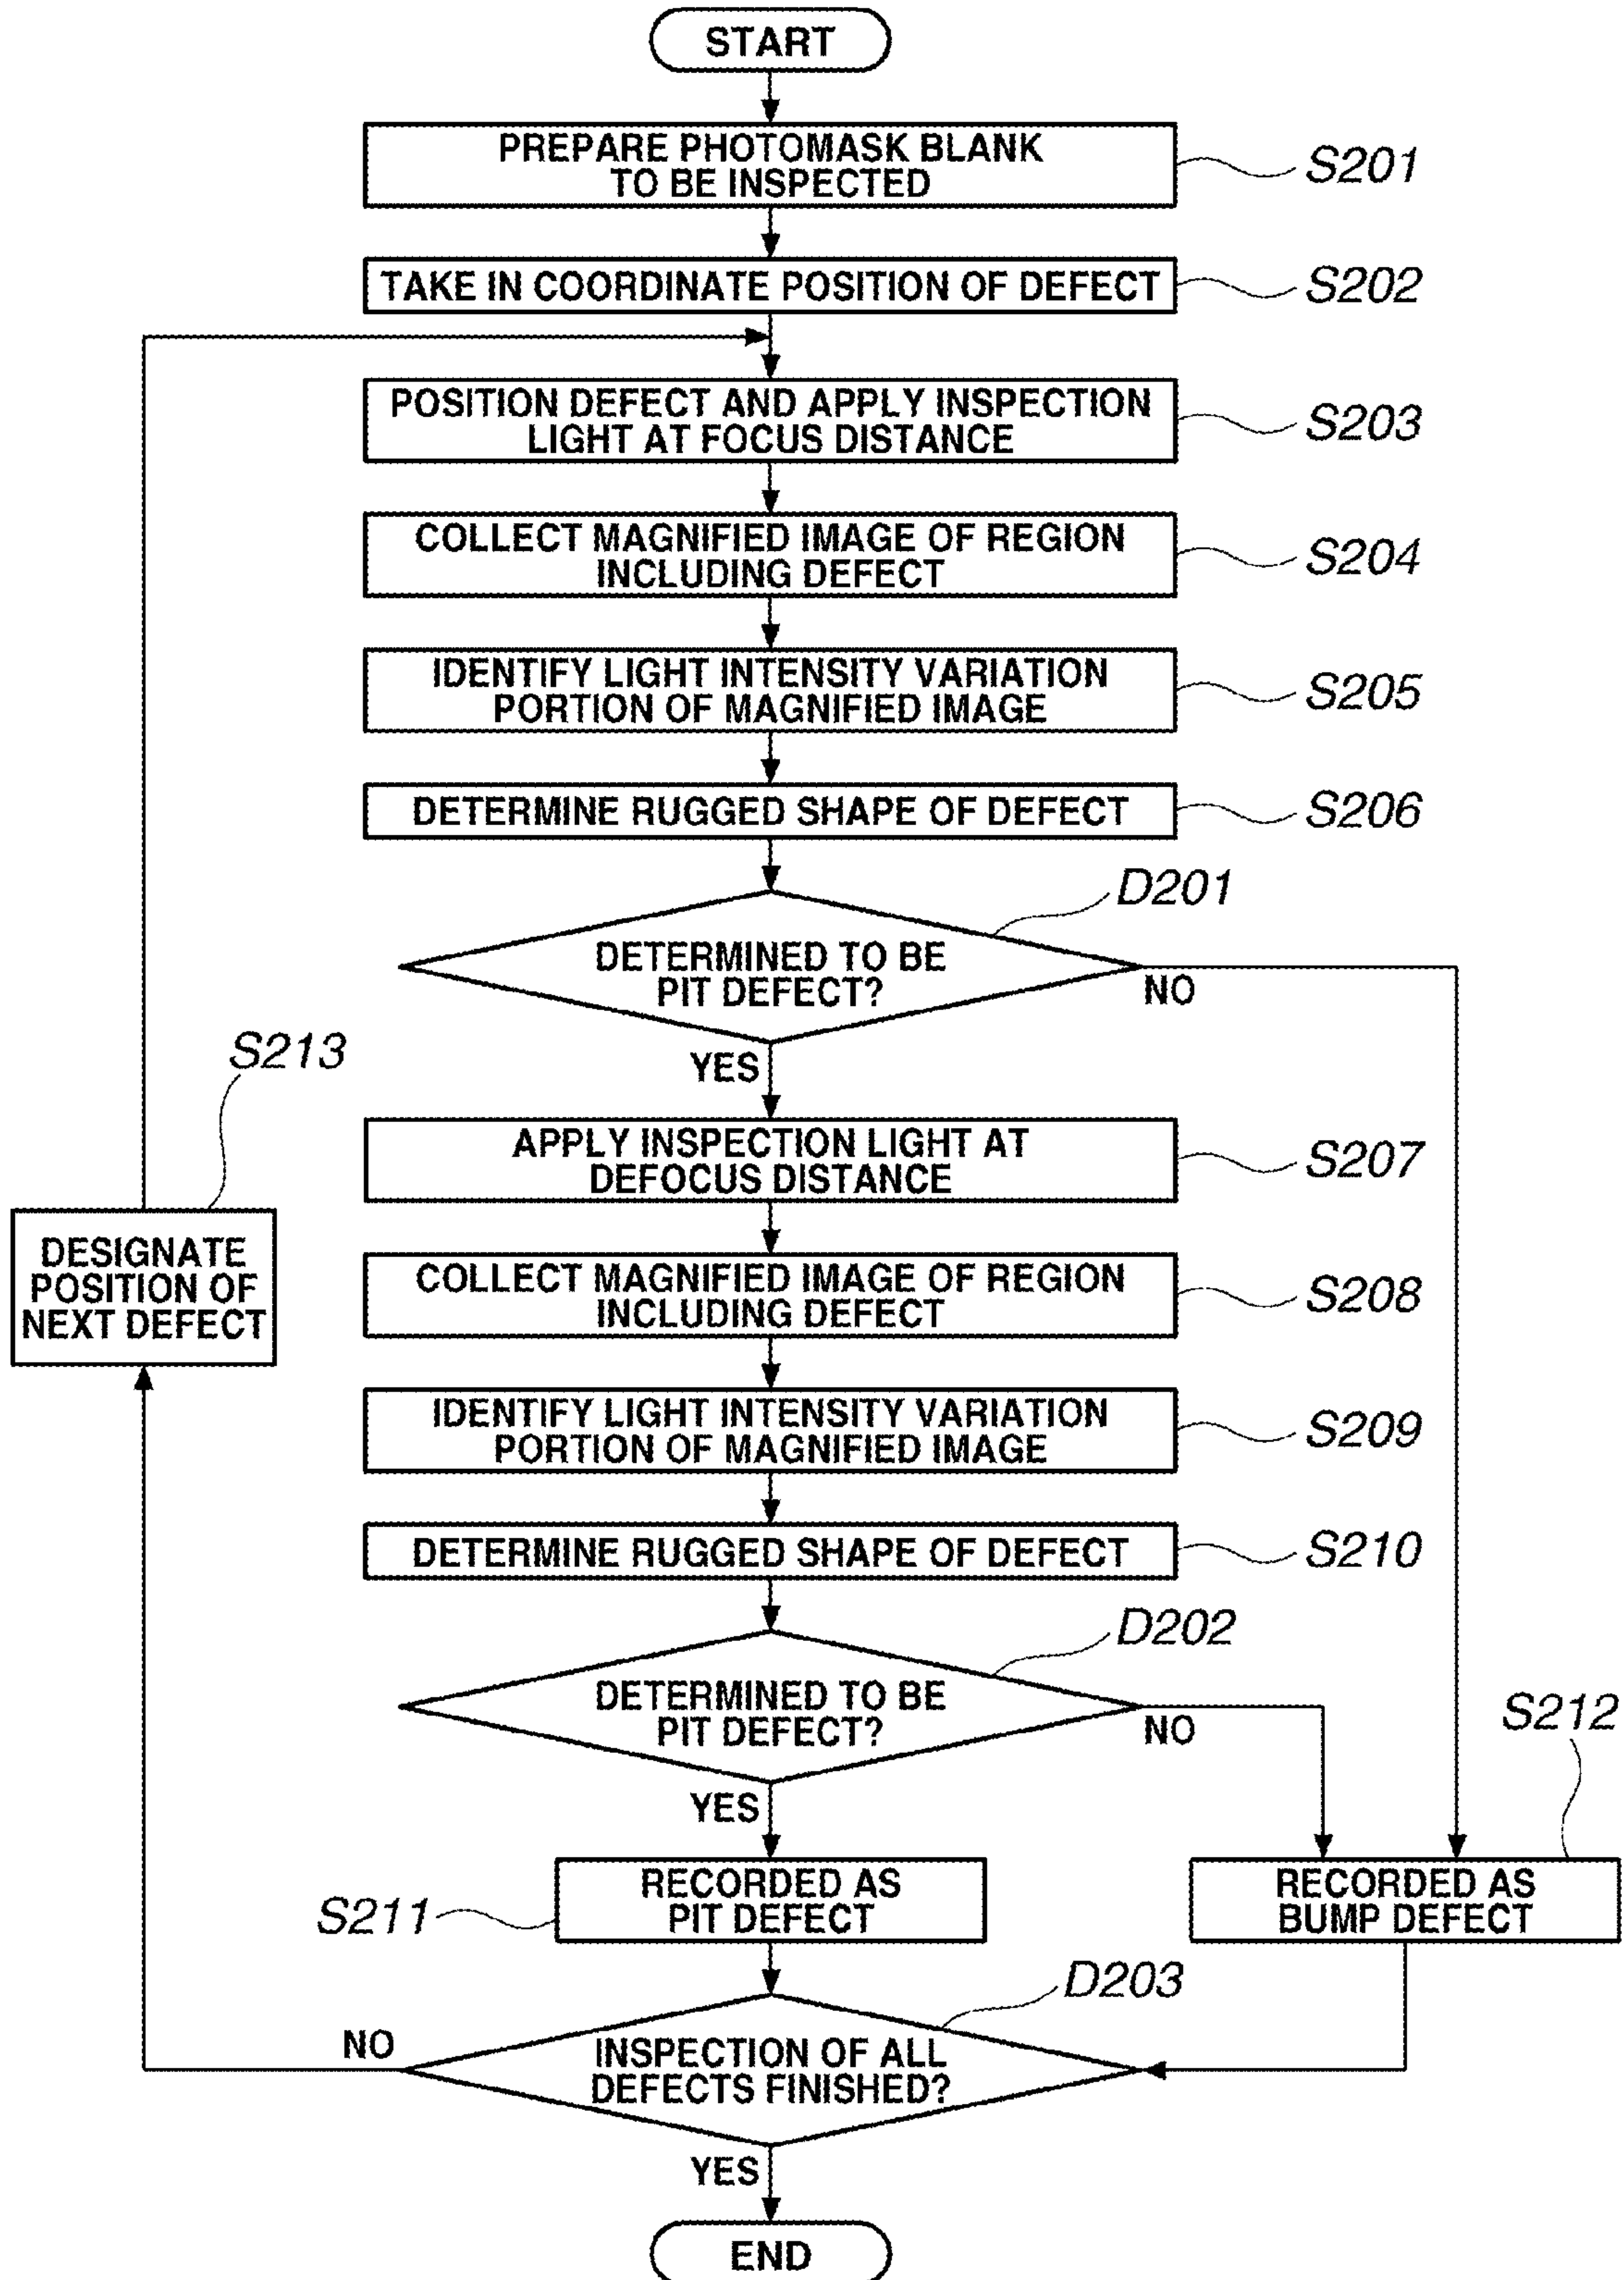 START
PREPARE PHOTOMASK BLANK
TO BE INSPECTED
S201
TAKE IN COORDINATE POSITION OF DEFECT
S202
POSITION DEFECT AND APPLY INSPECTION
LIGHT AT FOCUS DISTANCE
S203
COLLECT MAGNIFIED IMAGE OF REGION
INCLUDING DEFECT
S204
IDENTIFY LIGHT INTENSITY VARIATION
PORTION OF MAGNIFIED IMAGE
S205
DETERMINE RUGGED SHAPE OF DEFECT
S206
D201
DETERMINED TO BE
PIT DEFECT?
NO
YES
S213
DESIGNATE
POSITION OF
NEXT DEFECT
APPLY INSPECTION LIGHT AT
DEFOCUS DISTANCE
S207
COLLECT MAGNIFIED IMAGE OF REGION
INCLUDING DEFECT
S208
IDENTIFY LIGHT INTENSITY VARIATION
PORTION OF MAGNIFIED IMAGE
S209
DETERMINE RUGGED SHAPE OF DEFECT
S210
D202
DETERMINED TO BE
PIT DEFECT?
NO
YES
S212
RECORDED AS
PIT DEFECT
S211
RECORDED AS
BUMP DEFECT
D203
INSPECTION OF ALL
DEFECTS FINISHED?
NO
YES
END